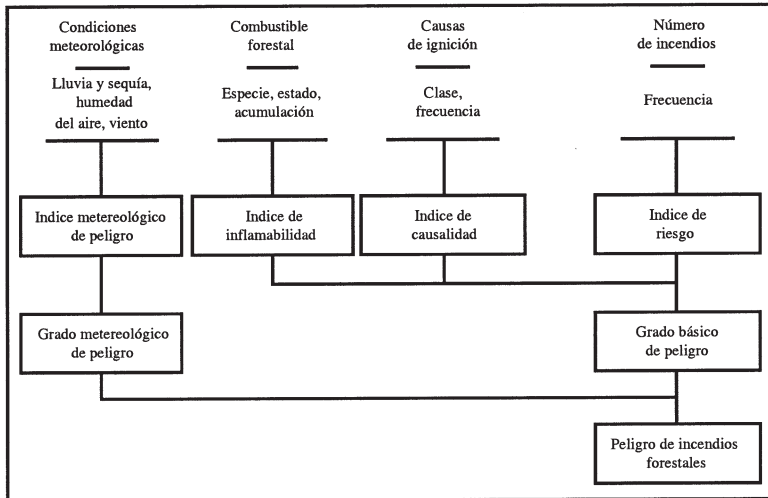 Condiciones
meteorológicas
Combustible
forestal
Causas
de ignición
Número
de incendios
Lluvia y sequía,
humedad
del aire, viento
Especie, estado,
acumulación
Clase,
frecuencia
Frecuencia
Indice metereológico
de peligro
Indice de
inflamabilidad
Indice de
causalidad
Indice de
riesgo
Grado metereológico
de peligro
Grado básico
de peligro
Peligro de incendios
forestales